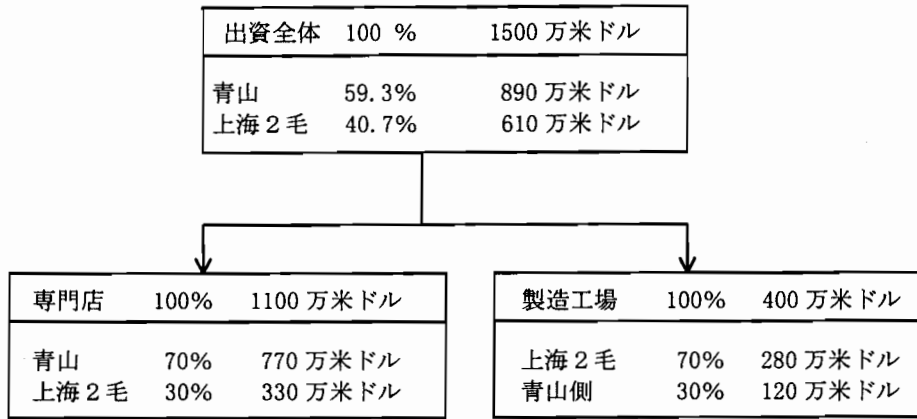 出資全体 100 % 1500 万米ドル
青山 59.3% 890 万米ドル
上海2毛 40.7% 610 万米ドル
専門店 100% 1100 万米ドル
青山 70% 770 万米ドル
上海2毛 30% 330 万米ドル
製造工場 100% 400 万米ドル
上海2毛 70% 280 万米ドル
青山側 30% 120 万米ドル